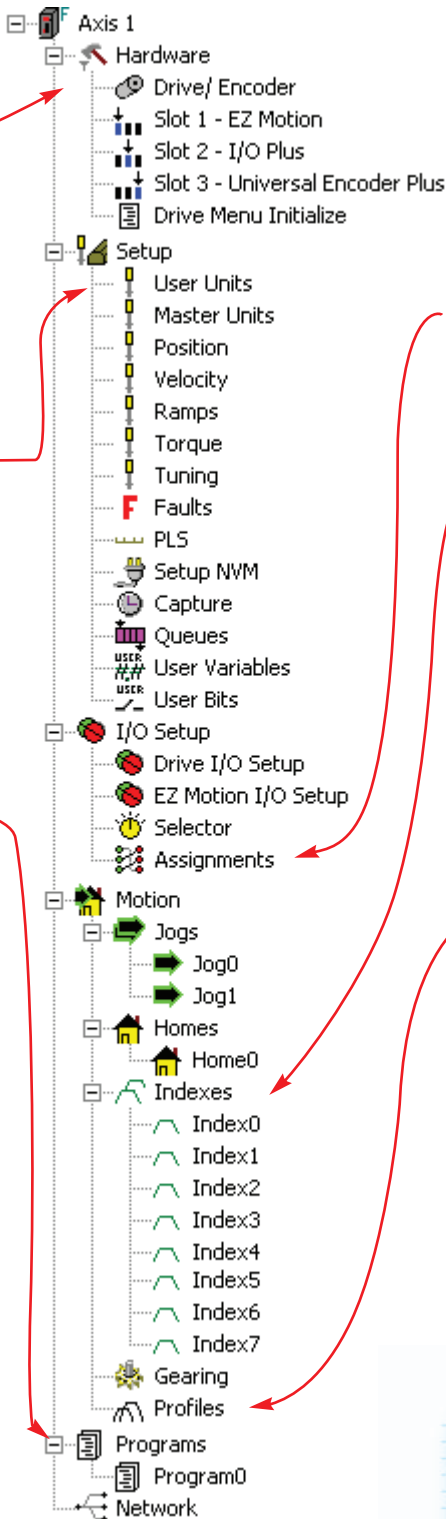 Axis 1
Hardware
Drive/ Encoder
Slot 1 - EZ Motion
Slot 2 - I/O Plus
Slot 3 - Universal Encoder Plus
Drive Menu Initialize
Setup
User Units
Master Units
Position
Velocity
Ramps
Torque
Tuning
F Faults
PLS
Setup NVM
Capture
Queues
USER User Variables
USER User Bits
I/O Setup
Drive I/O Setup
EZ Motion I/O Setup
Selector
Assignments
Motion
Jogs
Jog0
Jog1
Homes
Home0
Indexes
Index0
Index1
Index2
Index3
Index4
Index5
Index6
Index7
Gearing
Profiles
Programs
Program0
Network